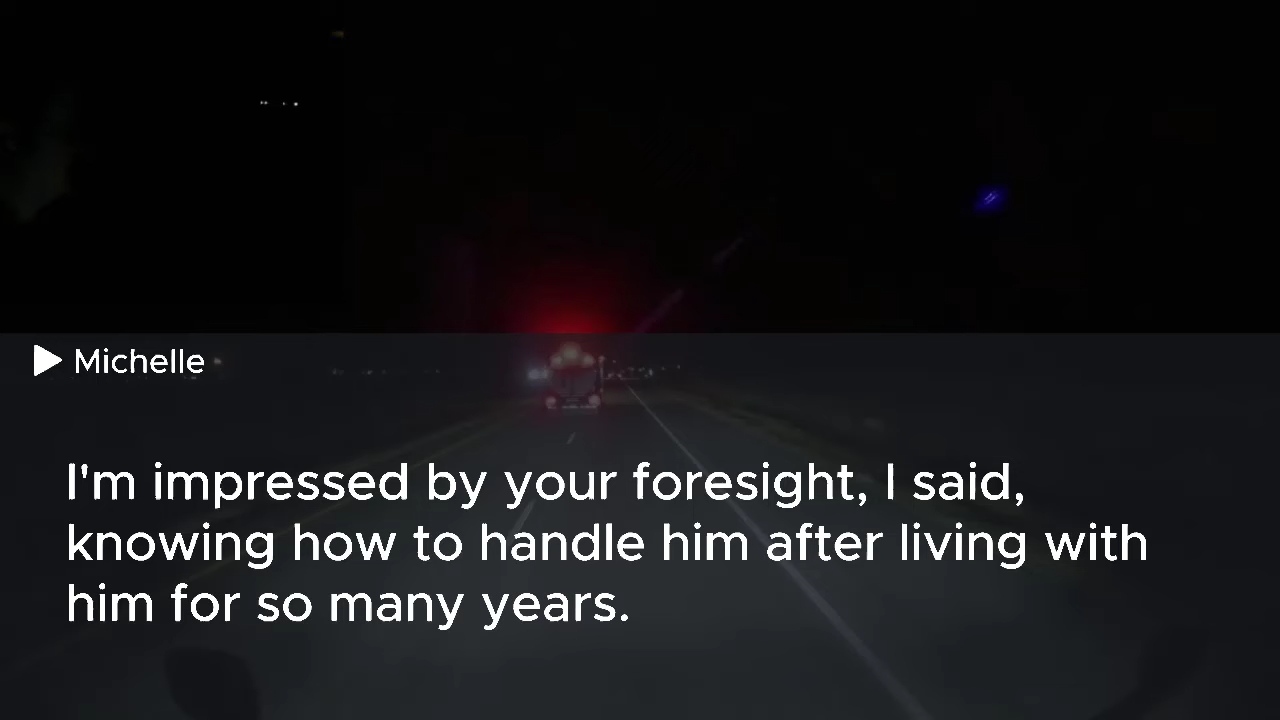 Michelle
I'm impressed by your foresight, I said,
knowing how to handle him after living with
him for so many years.